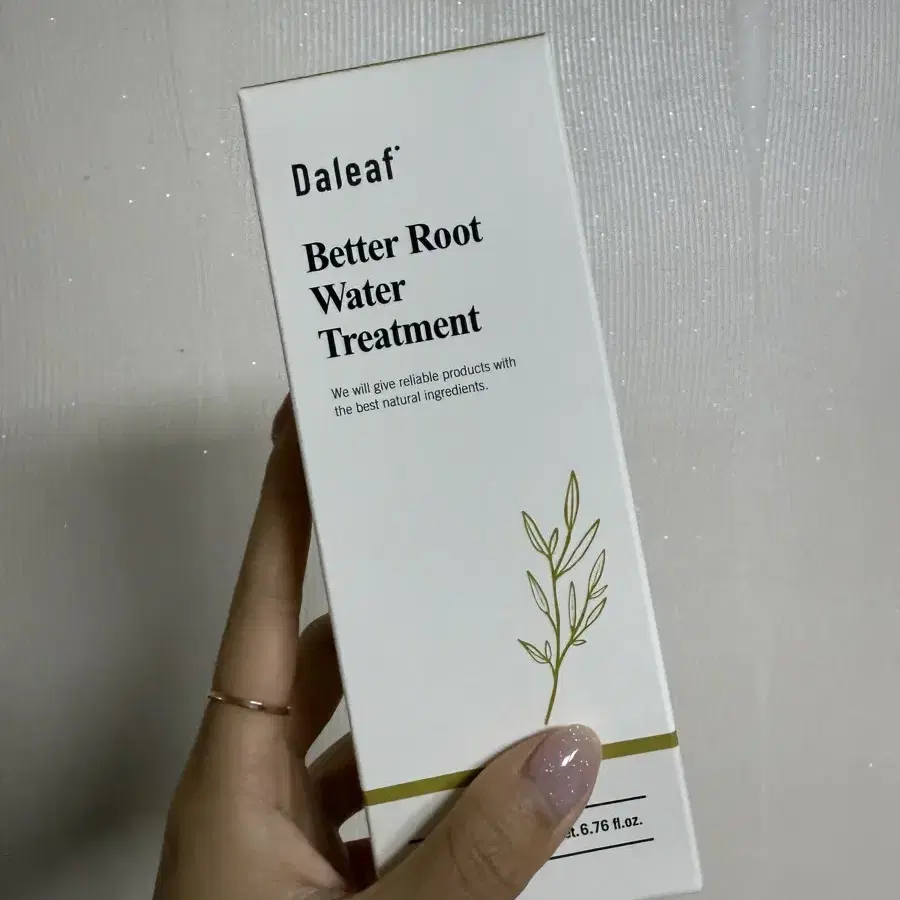 Daleaf
Better Root
Water
Treatment
We will give reliable products with
the best natural ingredients.
6.76 fl.oz.